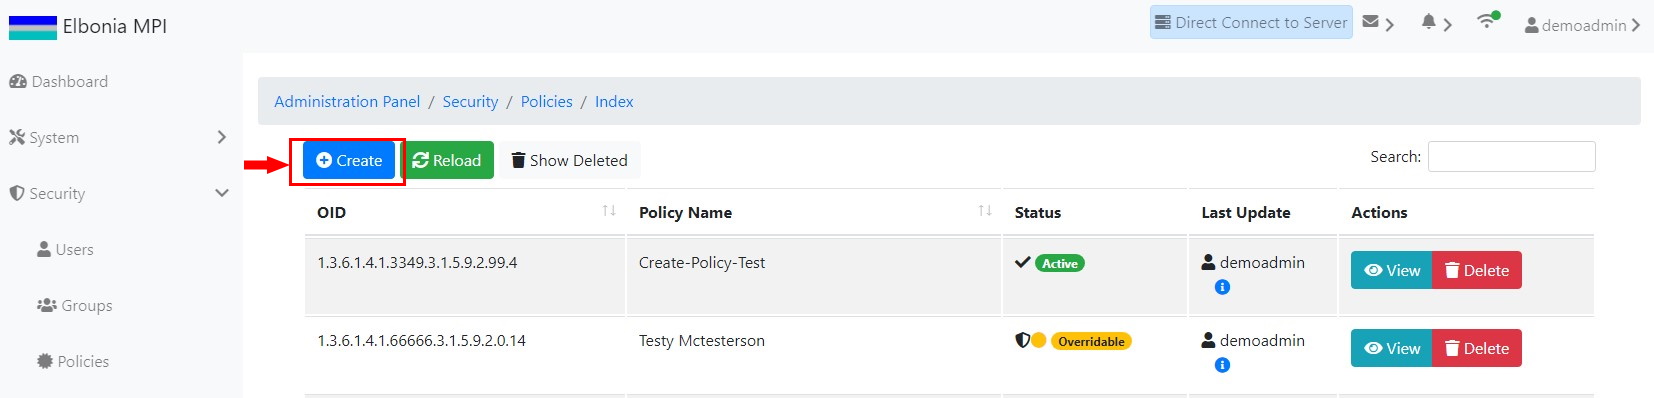 Elbonia MPI
Direct Connect to Server
demoadmin
Dashboard
System
Security
Users
Groups
Policies
Administration Panel / Security / Policies / Index
Create Reload Show Deleted
Search:
OID Policy Name Status Last Update Actions
1.3.6.1.4.1.3349.3.1.5.9.2.99.4 Create-Policy-Test Active demoadmin View Delete
1.3.6.1.4.1.66666.3.1.5.9.2.0.14 Testy Mctesterson Overridable demoadmin View Delete